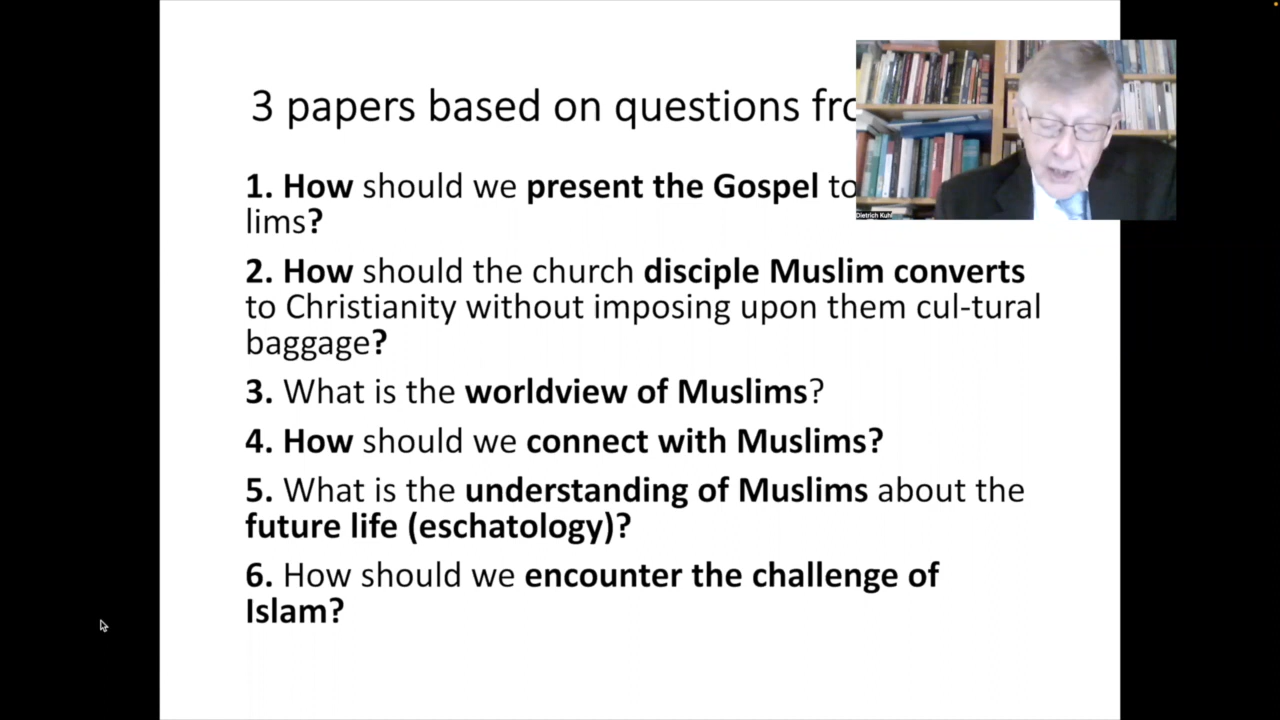 3 papers based on questions
1. How should we present the Gospel to
lims?
2. How should the church disciple Muslim converts
to Christianity without imposing upon them cul-tural
baggage?
3. What is the worldview of Muslims?
4. How should we connect with Muslims?
5. What is the understanding of Muslims about the
future life (eschatology)?
6. How should we encounter the challenge of
Islam?
Dietrich Kuhl